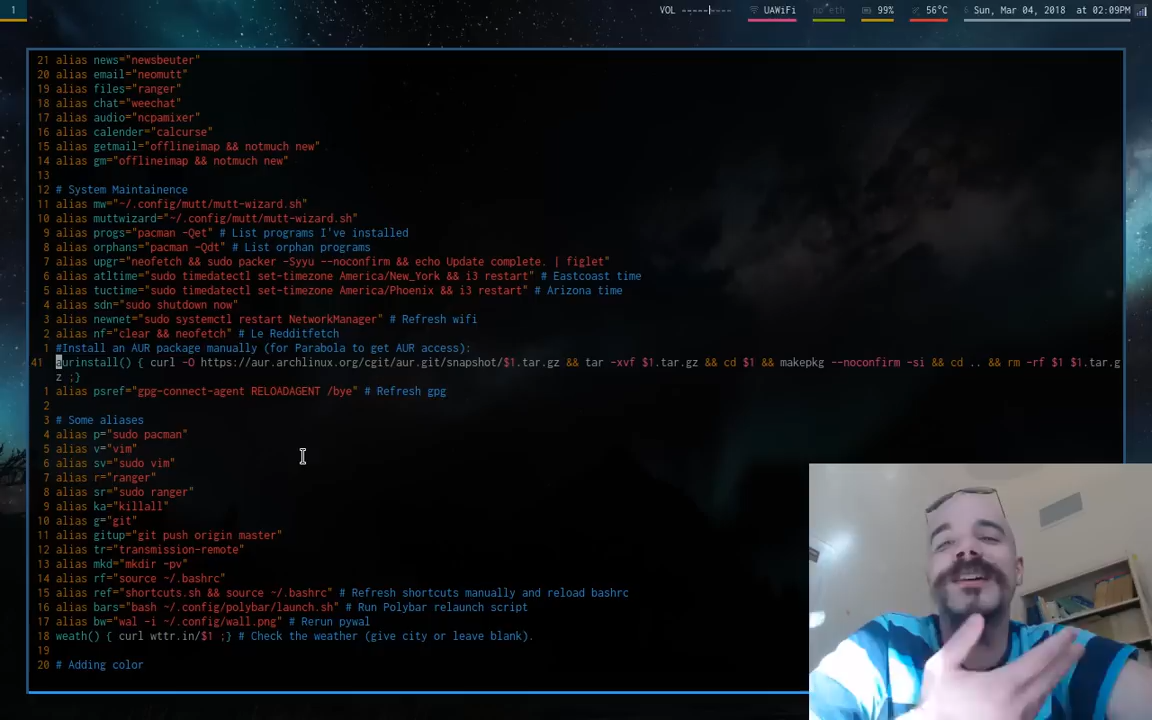 1 VOL UAWiFi no eth 99% 56°C Sun, Mar 04, 2018 at 02:09PM
21 alias news="newsbeuter"
20 alias email="neomutt"
19 alias files="ranger"
18 alias chat="weechat"
17 alias audio="ncpamixer"
16 alias calender="calcurse"
15 alias getmail="offlineimap && notmuch new"
14 alias gm="offlineimap && notmuch new"
13
12 # System Maintainence
11 alias mw="~/.config/mutt/mutt-wizard.sh"
10 alias muttwizard="~/.config/mutt/mutt-wizard.sh"
9 alias progs="pacman -Qet" # List programs I've installed
8 alias orphans="pacman -Qdt" # List orphan programs
7 alias upgr="neofetch && sudo packer -Syyu --noconfirm && echo Update complete. | figlet"
6 alias atltime="sudo timedatectl set-timezone America/New_York && i3 restart" # Eastcoast time
5 alias tuctime="sudo timedatectl set-timezone America/Phoenix && i3 restart" # Arizona time
4 alias sdn="sudo shutdown now"
3 alias newnet="sudo systemctl restart NetworkManager" # Refresh wifi
2 alias nf="clear && neofetch" # Le Redditfetch
1 #Install an AUR package manually (for Parabola to get AUR access):
41 aurinstall() { curl -O https://aur.archlinux.org/cgit/aur.git/snapshot/$1.tar.gz && tar -xvf $1.tar.gz && cd $1 && makepkg --noconfirm -si && cd .. && rm -rf $1 $1.tar.g
z ;}
1 alias psref="gpg-connect-agent RELOADAGENT /bye" # Refresh gpg
2
3 # Some aliases
4 alias p="sudo pacman"
5 alias v="vim"
6 alias sv="sudo vim"
7 alias r="ranger"
8 alias sr="sudo ranger"
9 alias ka="killall"
10 alias g="git"
11 alias gitup="git push origin master"
12 alias tr="transmission-remote"
13 alias mkd="mkdir -pv"
14 alias rf="source ~/.bashrc"
15 alias ref="shortcuts.sh && source ~/.bashrc" # Refresh shortcuts manually and reload bashrc
16 alias bars="bash ~/.config/polybar/launch.sh" # Run Polybar relaunch script
17 alias bw="wal -i ~/.config/wall.png" # Rerun pywal
18 weath() { curl wttr.in/$1 ;} # Check the weather (give city or leave blank).
19
20 # Adding color